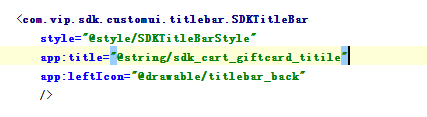 <com.vip.sdk.customui.titlebar.SDKTitleBar
style="@style/SDKTitleBarStyle"
app:title="@string/sdk_cart_giftcard_titile"
app:leftIcon="@drawable/titlebar_back"
/>